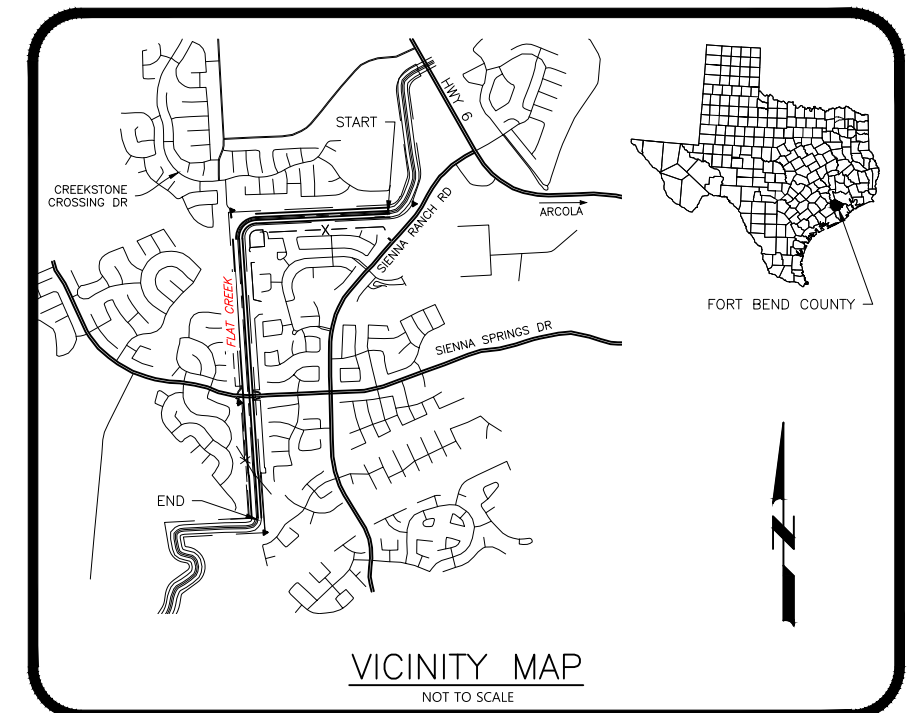 HWY 6
START
CREEKSTONE
CROSSING DR
ARCOLA
SIENNA RANCH RD
X
FLAT CREEK
FORT BEND COUNTY
SIENNA SPRINGS DR
END
N
VICINITY MAP
NOT TO SCALE